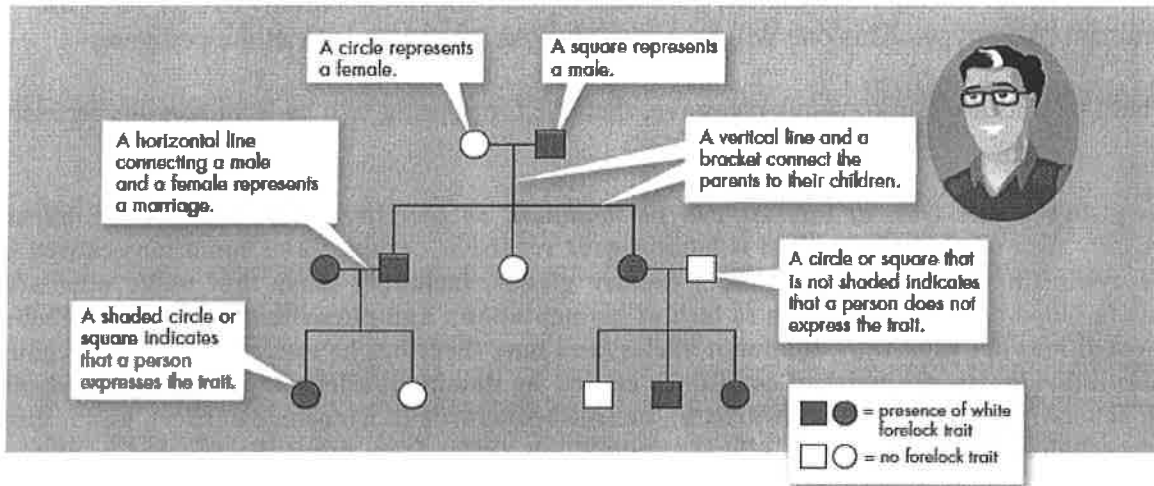 A circle represents
a female.
A square represents
a male.
A horizontal line
connecting a male
and a female represents
a marriage.
A vertical line and a
bracket connect the
parents to their children.
A circle or square that
is not shaded indicates
that a person does not
express the trait.
A shaded circle or
square indicates
that a person
expresses the trait.
= presence of white
forelock trait
= no forelock trait